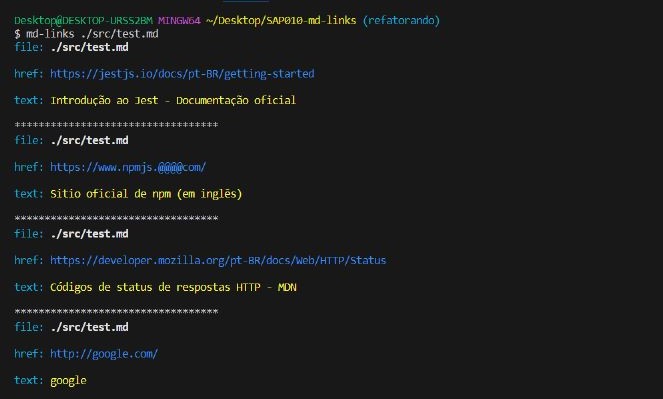 Desktop@DESKTOP-URSS2BM MINGW64 ~/Desktop/SAP010-md-links (refatorando)
$ md-links ./src/test.md
file: ./src/test.md
href: https://jestjs.io/docs/pt-BR/getting-started
text: Introdução ao Jest - Documentação oficial
**********************************
file: ./src/test.md
href: https://www.npmjs.@@@@com/
text: Sitio oficial de npm (em inglês)
**********************************
file: ./src/test.md
href: https://developer.mozilla.org/pt-BR/docs/Web/HTTP/Status
text: Códigos de status de respostas HTTP - MDN
**********************************
file: ./src/test.md
href: http://google.com/
text: google